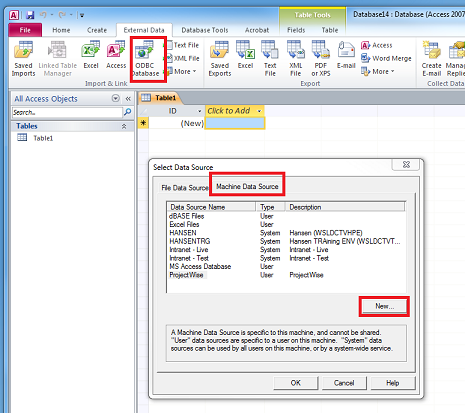 Table Tools
Database14 : Database (Access 2007
File Home Create External Data Database Tools Acrobat Fields Table
Saved Imports
Linked Table Manager
Excel
Access
ODBC Database
Text File
XML File
More
Import & Link
Saved Exports
Excel
Text File
XML File
PDF or XPS
E-mail
Access
Word Merge
More
Export
Create E-mail
Manage Replies
Collect Data
All Access Objects
Search..
Tables
Table1
Table1
ID Click to Add
(New)
Select Data Source
File Data Source Machine Data Source
Data Source Name Type Description
dBASE Files User
Excel Files User
HANSEN System Hansen (WSLDCTVHPE)
HANSENTRG System Hansen TRAining ENV (WSLDCTVT...
Intranet - Live System Intranet - Live
Intranet - Test System Intranet - Test
MS Access Database User
ProjectWise User ProjectWise
New...
A Machine Data Source is specific to this machine, and cannot be shared.
"User" data sources are specific to a user on this machine. "System" data
sources can be used by all users on this machine, or by a system-wide service.
OK Cancel Help